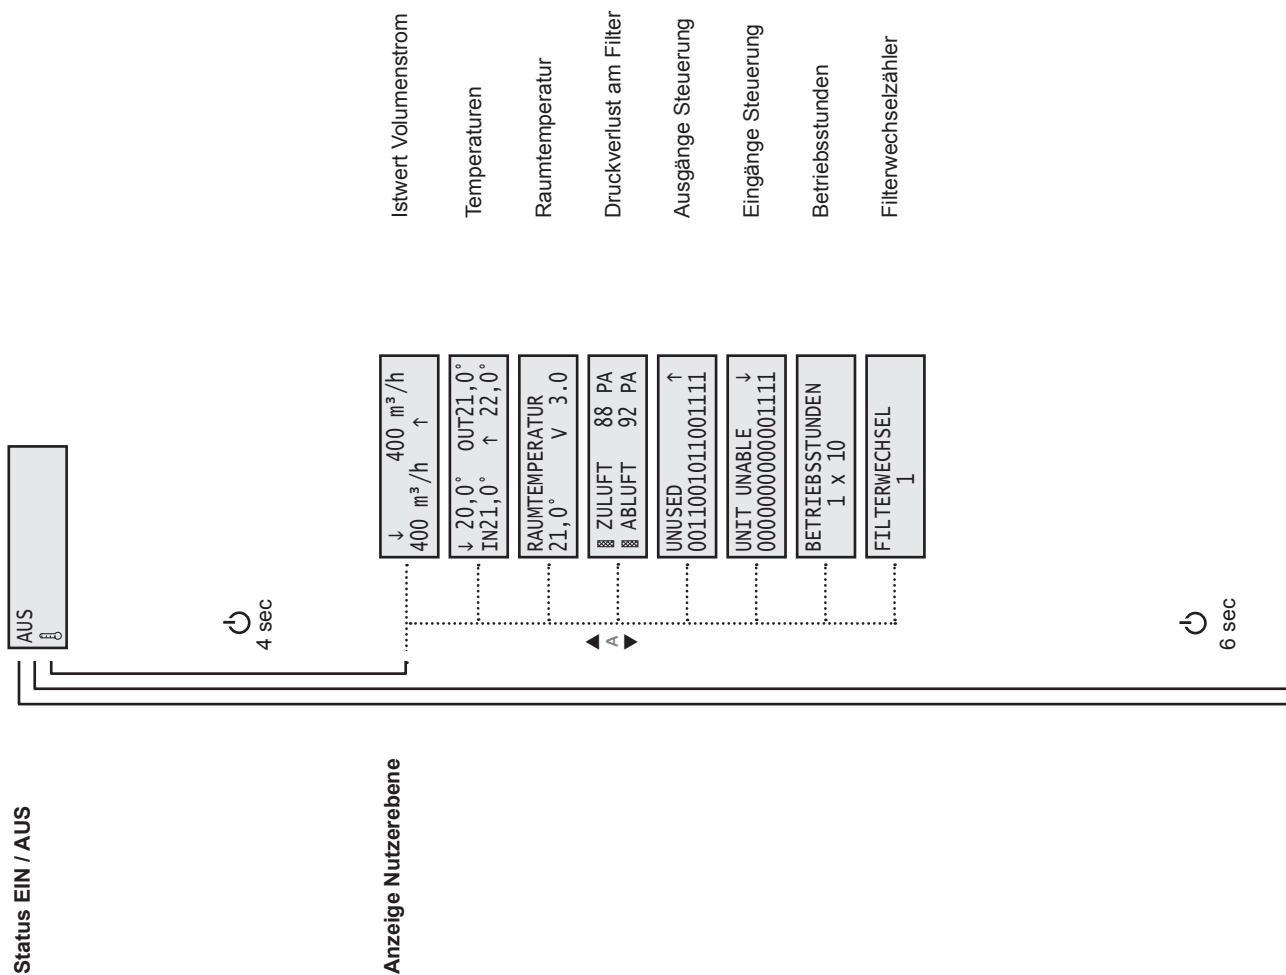 Status EIN / AUS
AUS
4 sec
Anzeige Nutzerebene
↓ 400 m³/h
400 m³/h ↑
Istwert Volumenstrom
↓ 20,0° OUT21,0°
IN21,0° ↑ 22,0°
Temperaturen
RAUMTEMPERATUR
21,0° V 3.0
Raumtemperatur
ZULUFT 88 PA
ABLUFT 92 PA
Druckverlust am Filter
▲ A ▼
UNUSED ↑
0011001011001111
Ausgänge Steuerung
UNIT UNABLE ↓
0000000000001111
Eingänge Steuerung
BETRIEBSSTUNDEN
1 x 10
Betriebsstunden
FILTERWECHSEL
1
Filterwechselzähler
6 sec